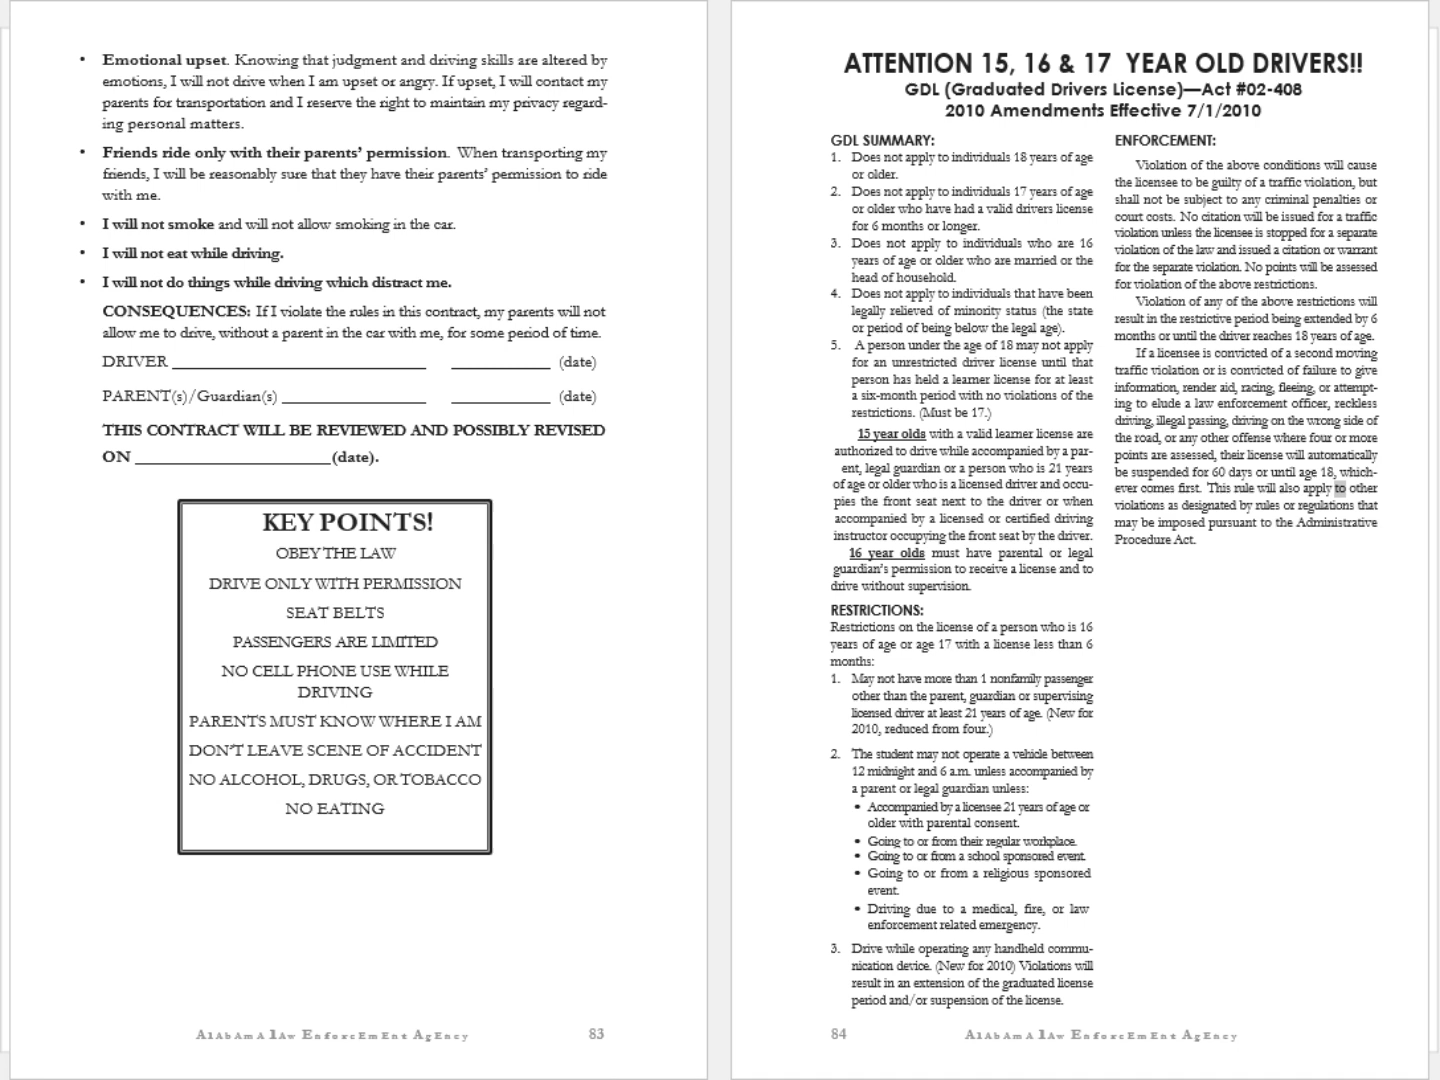 • Emotional upset. Knowing that judgment and driving skills are altered by
emotions, I will not drive when I am upset or angry. If upset, I will contact my
parents for transportation and I reserve the right to maintain my privacy regard-
ing personal matters.
• Friends ride only with their parents' permission. When transporting my
friends, I will be reasonably sure that they have their parents' permission to ride
with me.
• I will not smoke and will not allow smoking in the car.
• I will not eat while driving.
• I will not do things while driving which distract me.
CONSEQUENCES: If I violate the rules in this contract, my parents will not
allow me to drive, without a parent in the car with me, for some period of time.
DRIVER ____________________ __________ (date)
PARENT(s)/Guardian(s) ______________ __________ (date)
THIS CONTRACT WILL BE REVIEWED AND POSSIBLY REVISED
ON ____________________(date).
KEY POINTS!
OBEY THE LAW
DRIVE ONLY WITH PERMISSION
SEAT BELTS
PASSENGERS ARE LIMITED
NO CELL PHONE USE WHILE
DRIVING
PARENTS MUST KNOW WHERE I AM
DON'T LEAVE SCENE OF ACCIDENT
NO ALCOHOL, DRUGS, OR TOBACCO
NO EATING
AlAbAmA lAw EnforcEmEnt AgEncy 83
ATTENTION 15, 16 & 17 YEAR OLD DRIVERS!!
GDL (Graduated Drivers License)—Act #02-408
2010 Amendments Effective 7/1/2010
GDL SUMMARY:
1. Does not apply to individuals 18 years of age
or older.
2. Does not apply to individuals 17 years of age
or older who have had a valid drivers license
for 6 months or longer.
3. Does not apply to individuals who are 16
years of age or older who are married or the
head of household.
4. Does not apply to individuals that have been
legally relieved of minority status (the state
or period of being below the legal age).
5. A person under the age of 18 may not apply
for an unrestricted driver license until that
person has held a learner license for at least
a six-month period with no violations of the
restrictions. (Must be 17.)
15 year olds with a valid learner license are
authorized to drive while accompanied by a par-
ent, legal guardian or a person who is 21 years
of age or older who is a licensed driver and occu-
pies the front seat next to the driver or when
accompanied by a licensed or certified driving
instructor occupying the front seat by the driver.
16 year olds must have parental or legal
guardian's permission to receive a license and to
drive without supervision.
RESTRICTIONS:
Restrictions on the license of a person who is 16
years of age or age 17 with a license less than 6
months:
1. May not have more than 1 nonfamily passenger
other than the parent, guardian or supervising
licensed driver at least 21 years of age. (New for
2010, reduced from four.)
2. The student may not operate a vehicle between
12 midnight and 6 a.m. unless accompanied by
a parent or legal guardian unless:
• Accompanied by a licensee 21 years of age or
older with parental consent.
• Going to or from their regular workplace.
• Going to or from a school sponsored event.
• Going to or from a religious sponsored
event.
• Driving due to a medical, fire, or law
enforcement related emergency.
3. Drive while operating any handheld commu-
nication device. (New for 2010) Violations will
result in an extension of the graduated license
period and/or suspension of the license.
ENFORCEMENT:
Violation of the above conditions will cause
the licensee to be guilty of a traffic violation, but
shall not be subject to any criminal penalties or
court costs. No citation will be issued for a traffic
violation unless the licensee is stopped for a separate
violation of the law and issued a citation or warrant
for the separate violation. No points will be assessed
for violation of the above restrictions.
Violation of any of the above restrictions will
result in the restrictive period being extended by 6
months or until the driver reaches 18 years of age.
If a licensee is convicted of a second moving
traffic violation or is convicted of failure to give
information, render aid, racing, fleeing, or attempt-
ing to elude a law enforcement officer, reckless
driving, illegal passing, driving on the wrong side of
the road, or any other offense where four or more
points are assessed, their license will automatically
be suspended for 60 days or until age 18, which-
ever comes first. This rule will also apply to other
violations as designated by rules or regulations that
may be imposed pursuant to the Administrative
Procedure Act.
84 AlAbAmA lAw EnforcEmEnt AgEncy